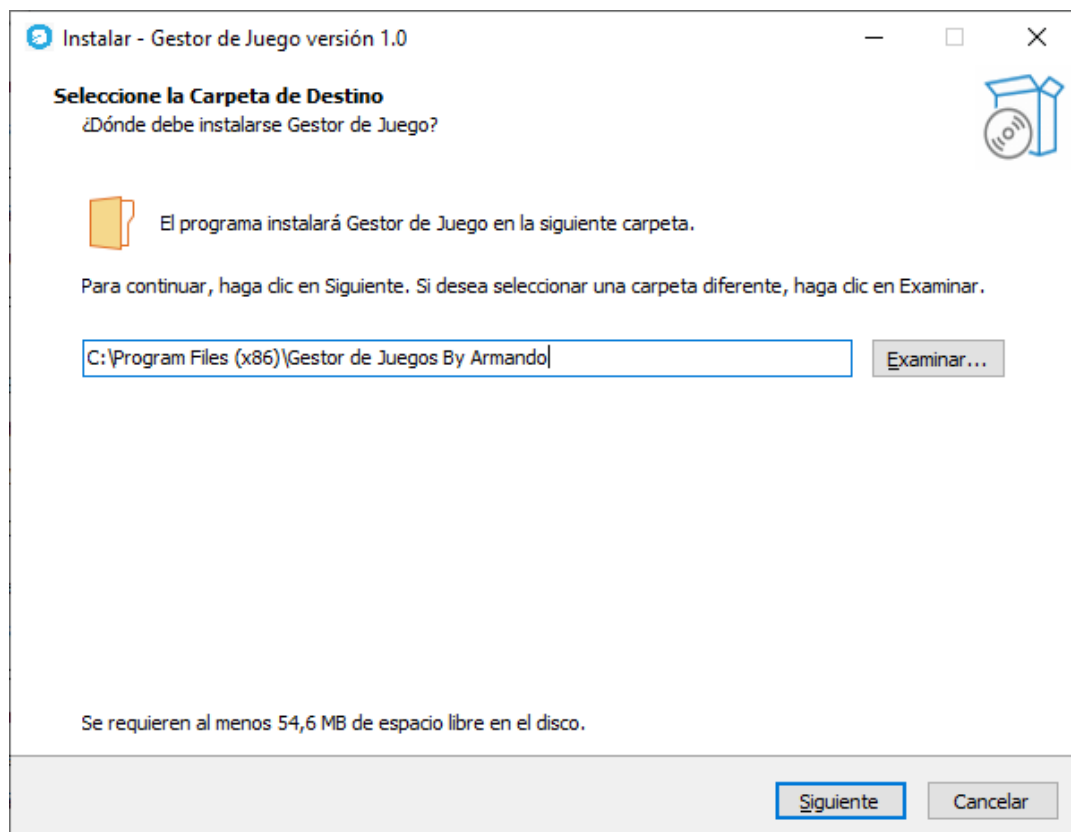 Instalar - Gestor de Juego versión 1.0
Seleccione la Carpeta de Destino
¿Dónde debe instalarse Gestor de Juego?
El programa instalará Gestor de Juego en la siguiente carpeta.
Para continuar, haga clic en Siguiente. Si desea seleccionar una carpeta diferente, haga clic en Examinar.
C:\Program Files (x86)\Gestor de Juegos By Armando
Examinar...
Se requieren al menos 54,6 MB de espacio libre en el disco.
Siguiente
Cancelar